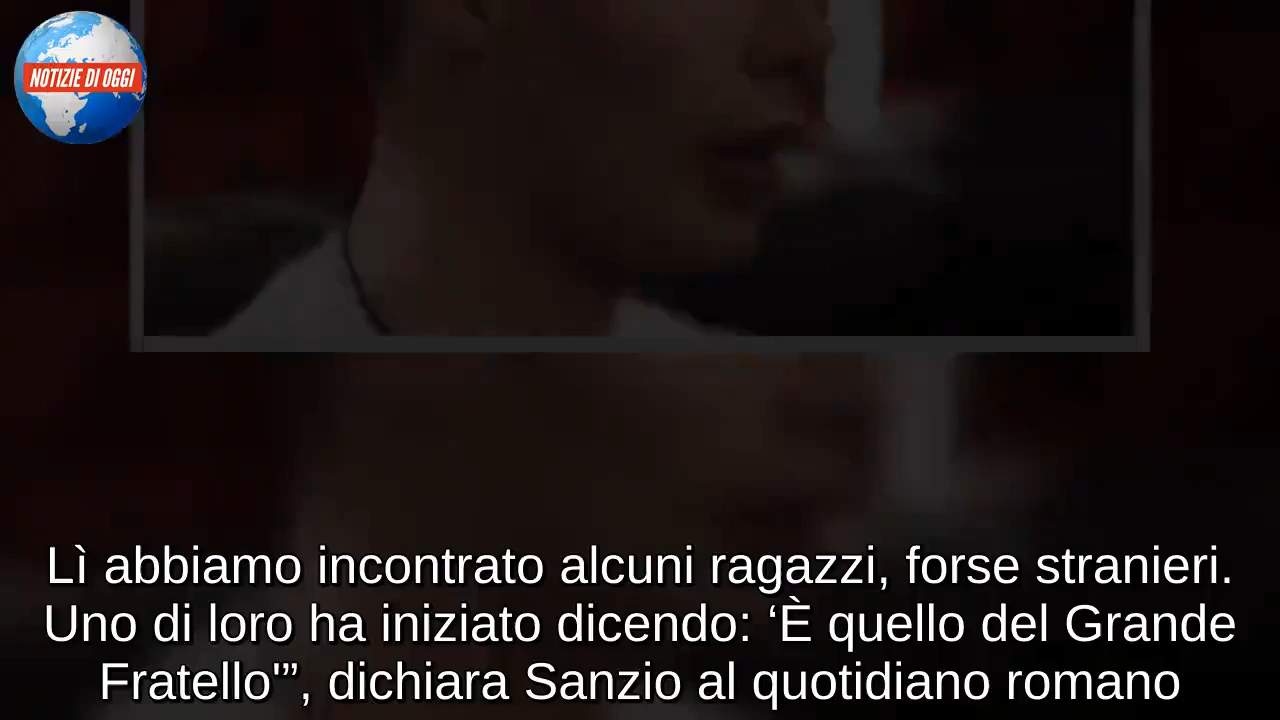 NOTIZIE DI OGGI
Lì abbiamo incontrato alcuni ragazzi, forse stranieri.
Uno di loro ha iniziato dicendo: ‘È quello del Grande
Fratello'”, dichiara Sanzio al quotidiano romano